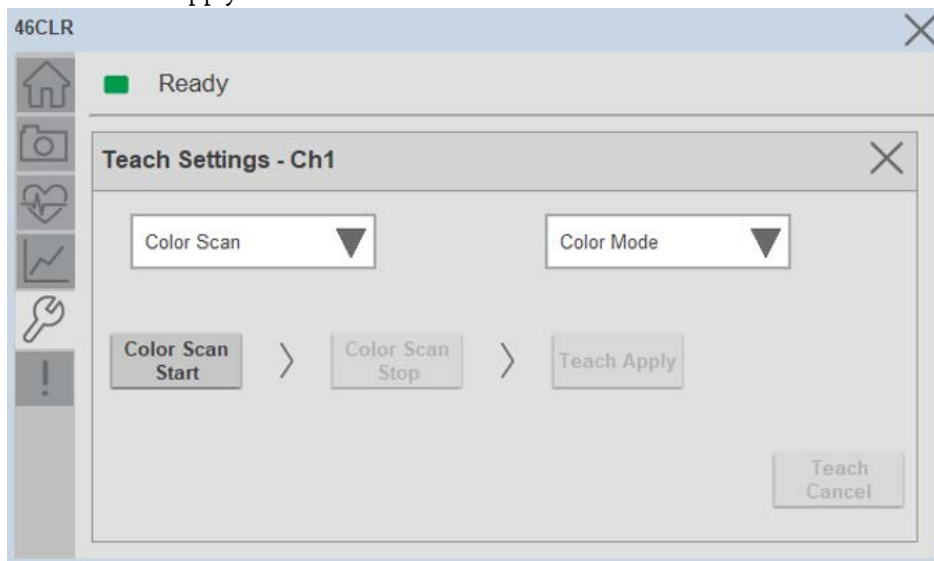 apply
46CLR
Ready
Teach Settings - Ch1
Color Scan
Color Mode
Color Scan
Start
Color Scan
Stop
Teach Apply
Teach
Cancel